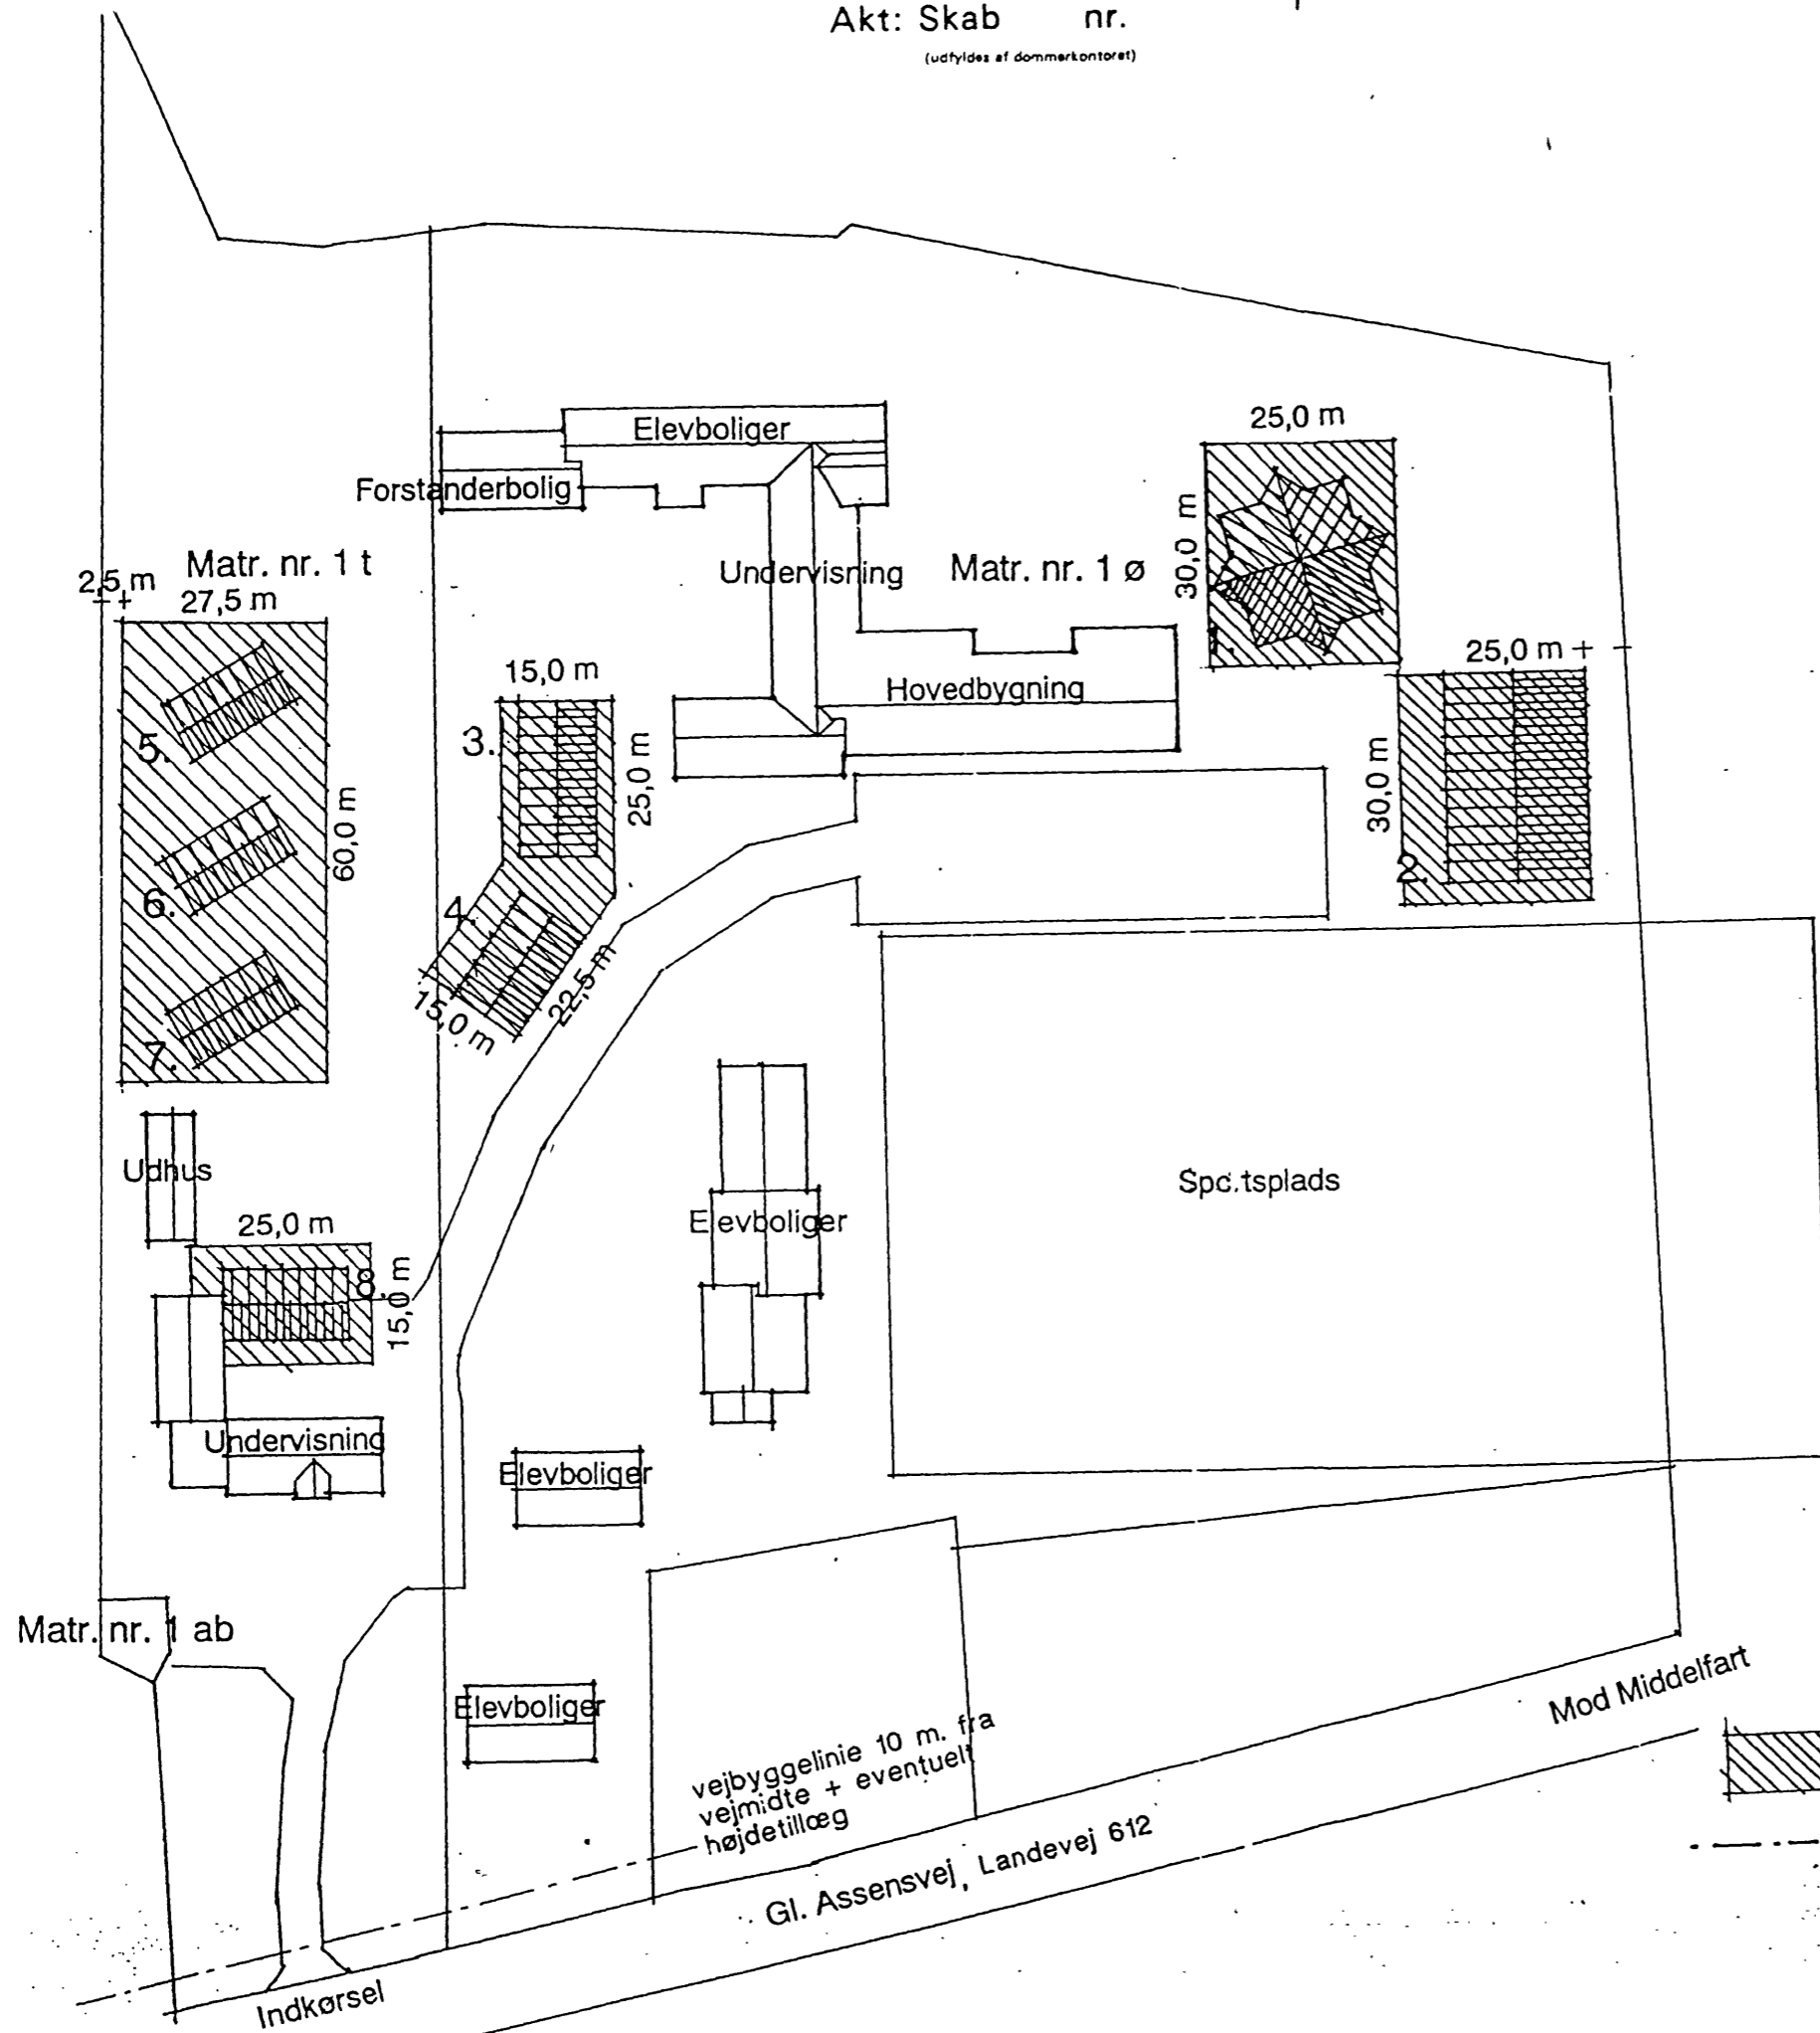 Akt: Skab nr.
(udfyldes af dommerkontoret)
Elevboliger
25,0 m
Forstanderbolig
30,0 m
Matr. nr. 1 t
Undervisning
Matr. nr. 1 ø
2,5 m
27,5 m
1.
25,0 m
15,0 m
Hovedbygning
3.
5.
25,0 m
60,0 m
30,0 m
2.
6.
4.
22,5 m
15,0 m
7.
Udhus
Sportsplads
25,0 m
Elevboliger
8.
15,0 m
Undervisning
Elevboliger
Matr. nr. 1 ab
Elevboliger
Mod Middelfart
vejbyggelinie 10 m. fra
vejmidte + eventuelt
højdetillæg
Gl. Assensvej, Landevej 612
Indkørsel